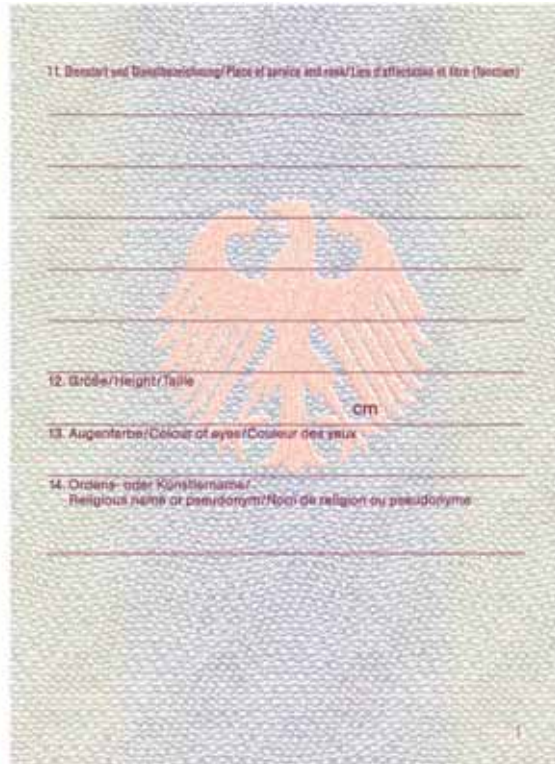 11. Dienstort und Dienstbezeichnung/Place of service and rank/Lieu d'affectation et titre (fonction)
12. Größe/Height/Taille
cm
13. Augenfarbe/Colour of eyes/Couleur des yeux
14. Ordens- oder Künstlername/
Religious name or pseudonym/Nom de religion ou pseudonyme
1